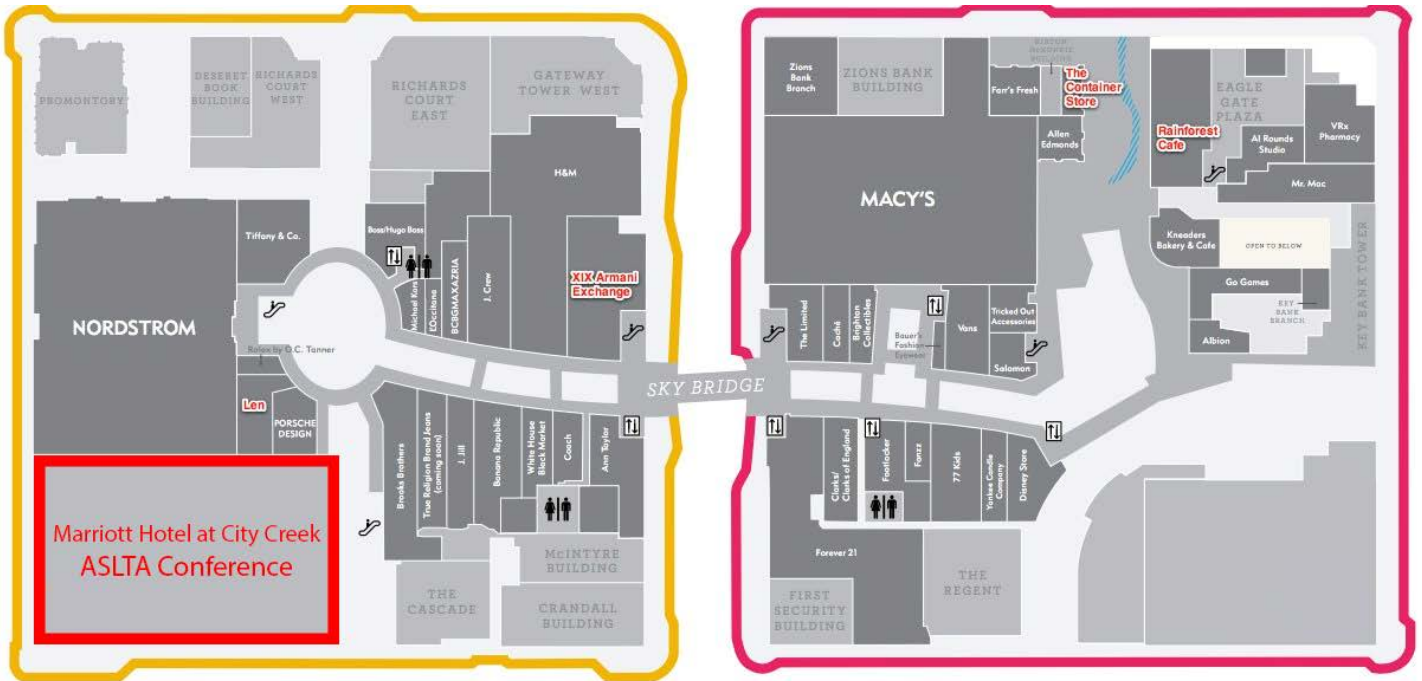 PROMONTORY
DESERET
BOOK
BUILDING
RICHARDS
COURT
WEST
RICHARDS
COURT
EAST
GATEWAY
TOWER WEST
H&M
Tiffany & Co.
Boss/Hugo Boss
Michael Kors
BCBGMAXAZRIA
J. Crew
XIX Armani
Exchange
NORDSTROM
Rolex by O.C. Tanner
Len
PORSCHE
DESIGN
Brooks Brothers
True Religion Brand Jeans
(coming soon)
J. Jill
Banana Republic
White House
Black Market
Coach
Ann Taylor
Marriott Hotel at City Creek
ASLTA Conference
THE
CASCADE
McINTYRE
BUILDING
CRANDALL
BUILDING
SKY BRIDGE
Zions
Bank
Branch
ZIONS BANK
BUILDING
Farr's Fresh
The
Container
Store
Allen
Edmonds
MACY'S
Rainforest
Cafe
EAGLE
GATE
PLAZA
Al Rounds
Studio
VRx
Pharmacy
Mr. Mac
Kneaders
Bakery & Cafe
OPEN TO BELOW
Go Games
KEY
BANK
BRANCH
KEY BANK TOWER
Albion
The Limited
Caché
Brighton
Collectibles
Bauer's
Fashion
Eyewear
Vans
Tricked Out
Accessories
Salomon
Clarks/
Clarks of England
Footlocker
Fanzz
77 Kids
Yankee Candle
Company
Disney Store
Forever 21
FIRST
SECURITY
BUILDING
THE
REGENT